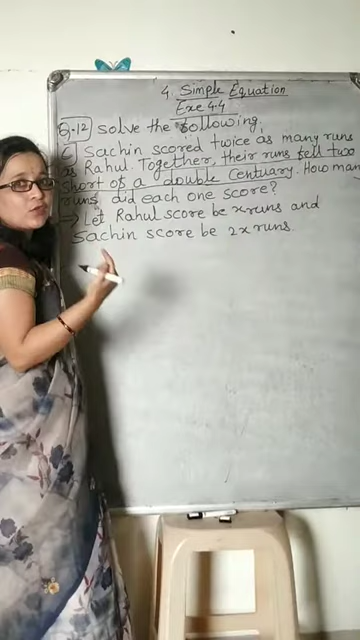 4. Simple Equation
Exe 4.4
Q.12 solve the following.
c) Sachin scored twice as many runs
as Rahul. Together, their runs fell two
short of a double century. How many
runs did each one score?
=> Let Rahul score be x runs and
Sachin score be 2x runs.